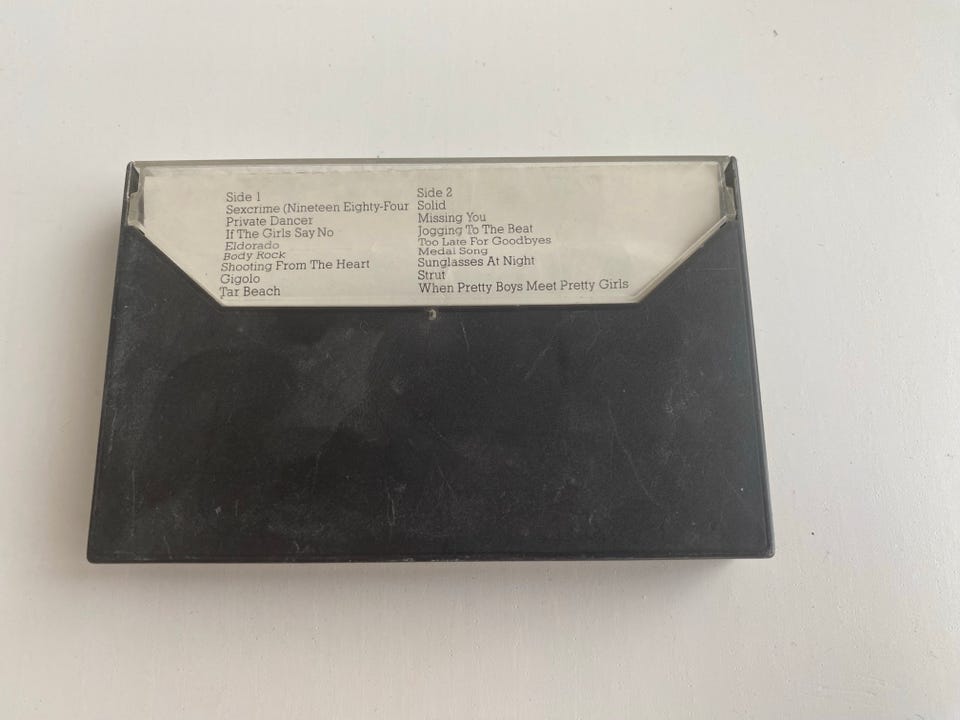 Side 1
Sexcrime (Nineteen Eighty-Four
Private Dancer
If The Girls Say No
Eldorado
Body Rock
Shooting From The Heart
Gigolo
Tar Beach
Side 2
Solid
Missing You
Jogging To The Beat
Too Late For Goodbyes
Medal Song
Sunglasses At Night
Strut
When Pretty Boys Meet Pretty Girls